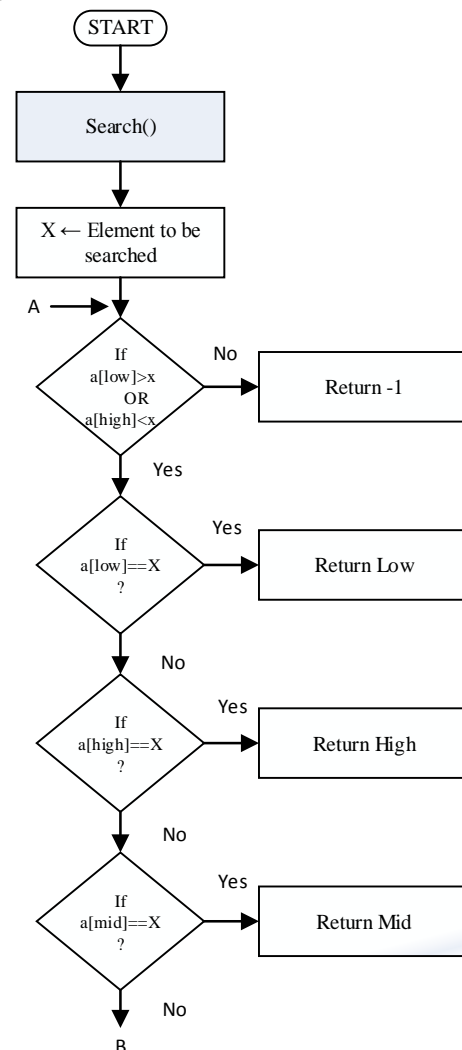 START
Search()
X ← Element to be
searched
A
If
a[low]>x
OR
a[high]<x
No
Return -1
Yes
If
a[low]==X
?
Yes
Return Low
No
If
a[high]==X
?
Yes
Return High
No
If
a[mid]==X
?
Yes
Return Mid
No
B